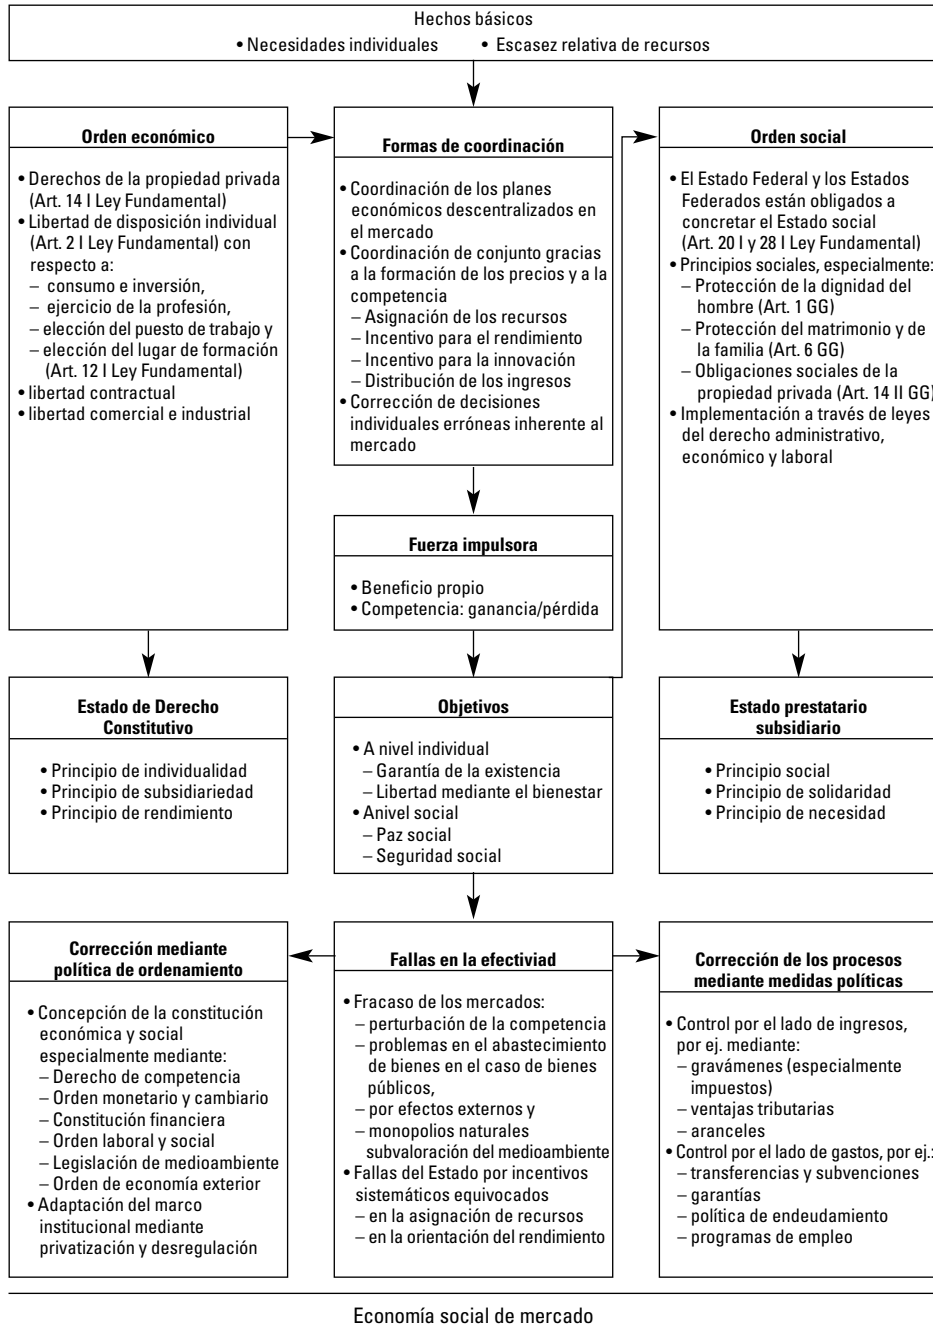 Hechos básicos
• Necesidades individuales • Escasez relativa de recursos
Orden económico
• Derechos de la propiedad privada
(Art. 14 I Ley Fundamental)
• Libertad de disposición individual
(Art. 2 I Ley Fundamental) con
respecto a:
– consumo e inversión,
– ejercicio de la profesión,
– elección del puesto de trabajo y
– elección del lugar de formación
(Art. 12 I Ley Fundamental)
• libertad contractual
• libertad comercial e industrial
Formas de coordinación
• Coordinación de los planes
económicos descentralizados en
el mercado
• Coordinación de conjunto gracias
a la formación de los precios y a la
competencia
– Asignación de los recursos
– Incentivo para el rendimiento
– Incentivo para la innovación
– Distribución de los ingresos
• Corrección de decisiones
individuales erróneas inherente al
mercado
Orden social
• El Estado Federal y los Estados
Federados están obligados a
concretar el Estado social
(Art. 20 I y 28 I Ley Fundamental)
• Principios sociales, especialmente:
– Protección de la dignidad del
hombre (Art. 1 GG)
– Protección del matrimonio y de
la familia (Art. 6 GG)
– Obligaciones sociales de la
propiedad privada (Art. 14 II GG)
• Implementación a través de leyes
del derecho administrativo,
económico y laboral
Fuerza impulsora
• Beneficio propio
• Competencia: ganancia/pérdida
Estado de Derecho
Constitutivo
• Principio de individualidad
• Principio de subsidiariedad
• Principio de rendimiento
Objetivos
• A nivel individual
– Garantía de la existencia
– Libertad mediante el bienestar
• Anivel social
– Paz social
– Seguridad social
Estado prestatario
subsidiario
• Principio social
• Principio de solidaridad
• Principio de necesidad
Corrección mediante
política de ordenamiento
• Concepción de la constitución
económica y social
especialmente mediante:
– Derecho de competencia
– Orden monetario y cambiario
– Constitución financiera
– Orden laboral y social
– Legislación de medioambiente
– Orden de economía exterior
• Adaptación del marco
institucional mediante
privatización y desregulación
Fallas en la efectiviad
• Fracaso de los mercados:
– perturbación de la competencia
– problemas en el abastecimiento
de bienes en el caso de bienes
públicos,
– por efectos externos y
– monopolios naturales
subvaloración del medioambiente
• Fallas del Estado por incentivos
sistemáticos equivocados
– en la asignación de recursos
– en la orientación del rendimiento
Corrección de los procesos
mediante medidas políticas
• Control por el lado de ingresos,
por ej. mediante:
– gravámenes (especialmente
impuestos)
– ventajas tributarias
– aranceles
• Control por el lado de gastos, por ej.:
– transferencias y subvenciones
– garantías
– política de endeudamiento
– programas de empleo
Economía social de mercado